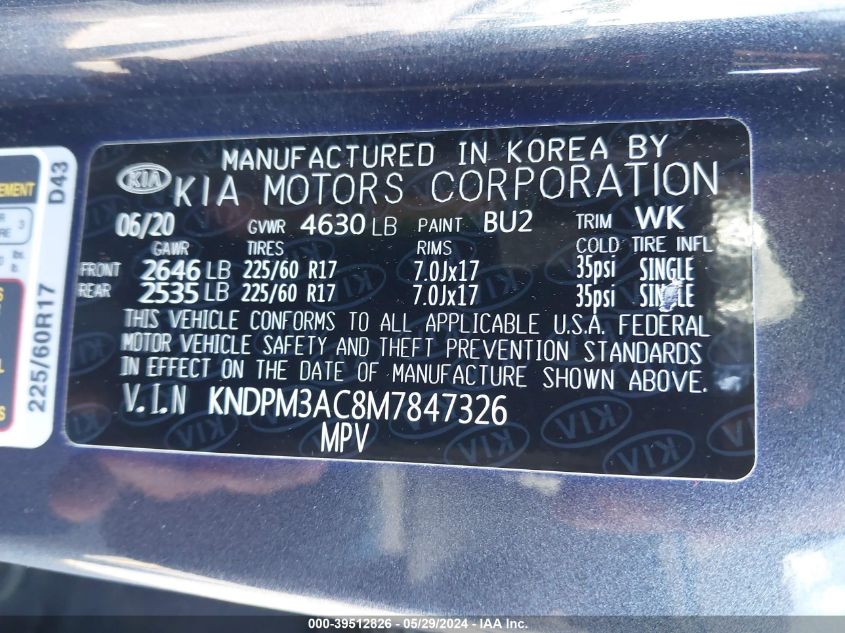 MANUFACTURED IN KOREA BY
KIA KIA MOTORS CORPORATION
06/20 GVWR 4630 LB PAINT BU2 TRIM WK
GAWR TIRES RIMS COLD TIRE INFL
FRONT 2646 LB 225/60 R17 7.0Jx17 35psi SINGLE
REAR 2535 LB 225/60 R17 7.0Jx17 35psi SINGLE
THIS VEHICLE CONFORMS TO ALL APPLICABLE U.S.A. FEDERAL
MOTOR VEHICLE SAFETY AND THEFT PREVENTION STANDARDS
IN EFFECT ON THE DATE OF MANUFACTURE SHOWN ABOVE.
V.I.N KNDPM3AC8M7847326
MPV
D43
225/60R17
000-39512826 - 05/29/2024 - IAAI.COM